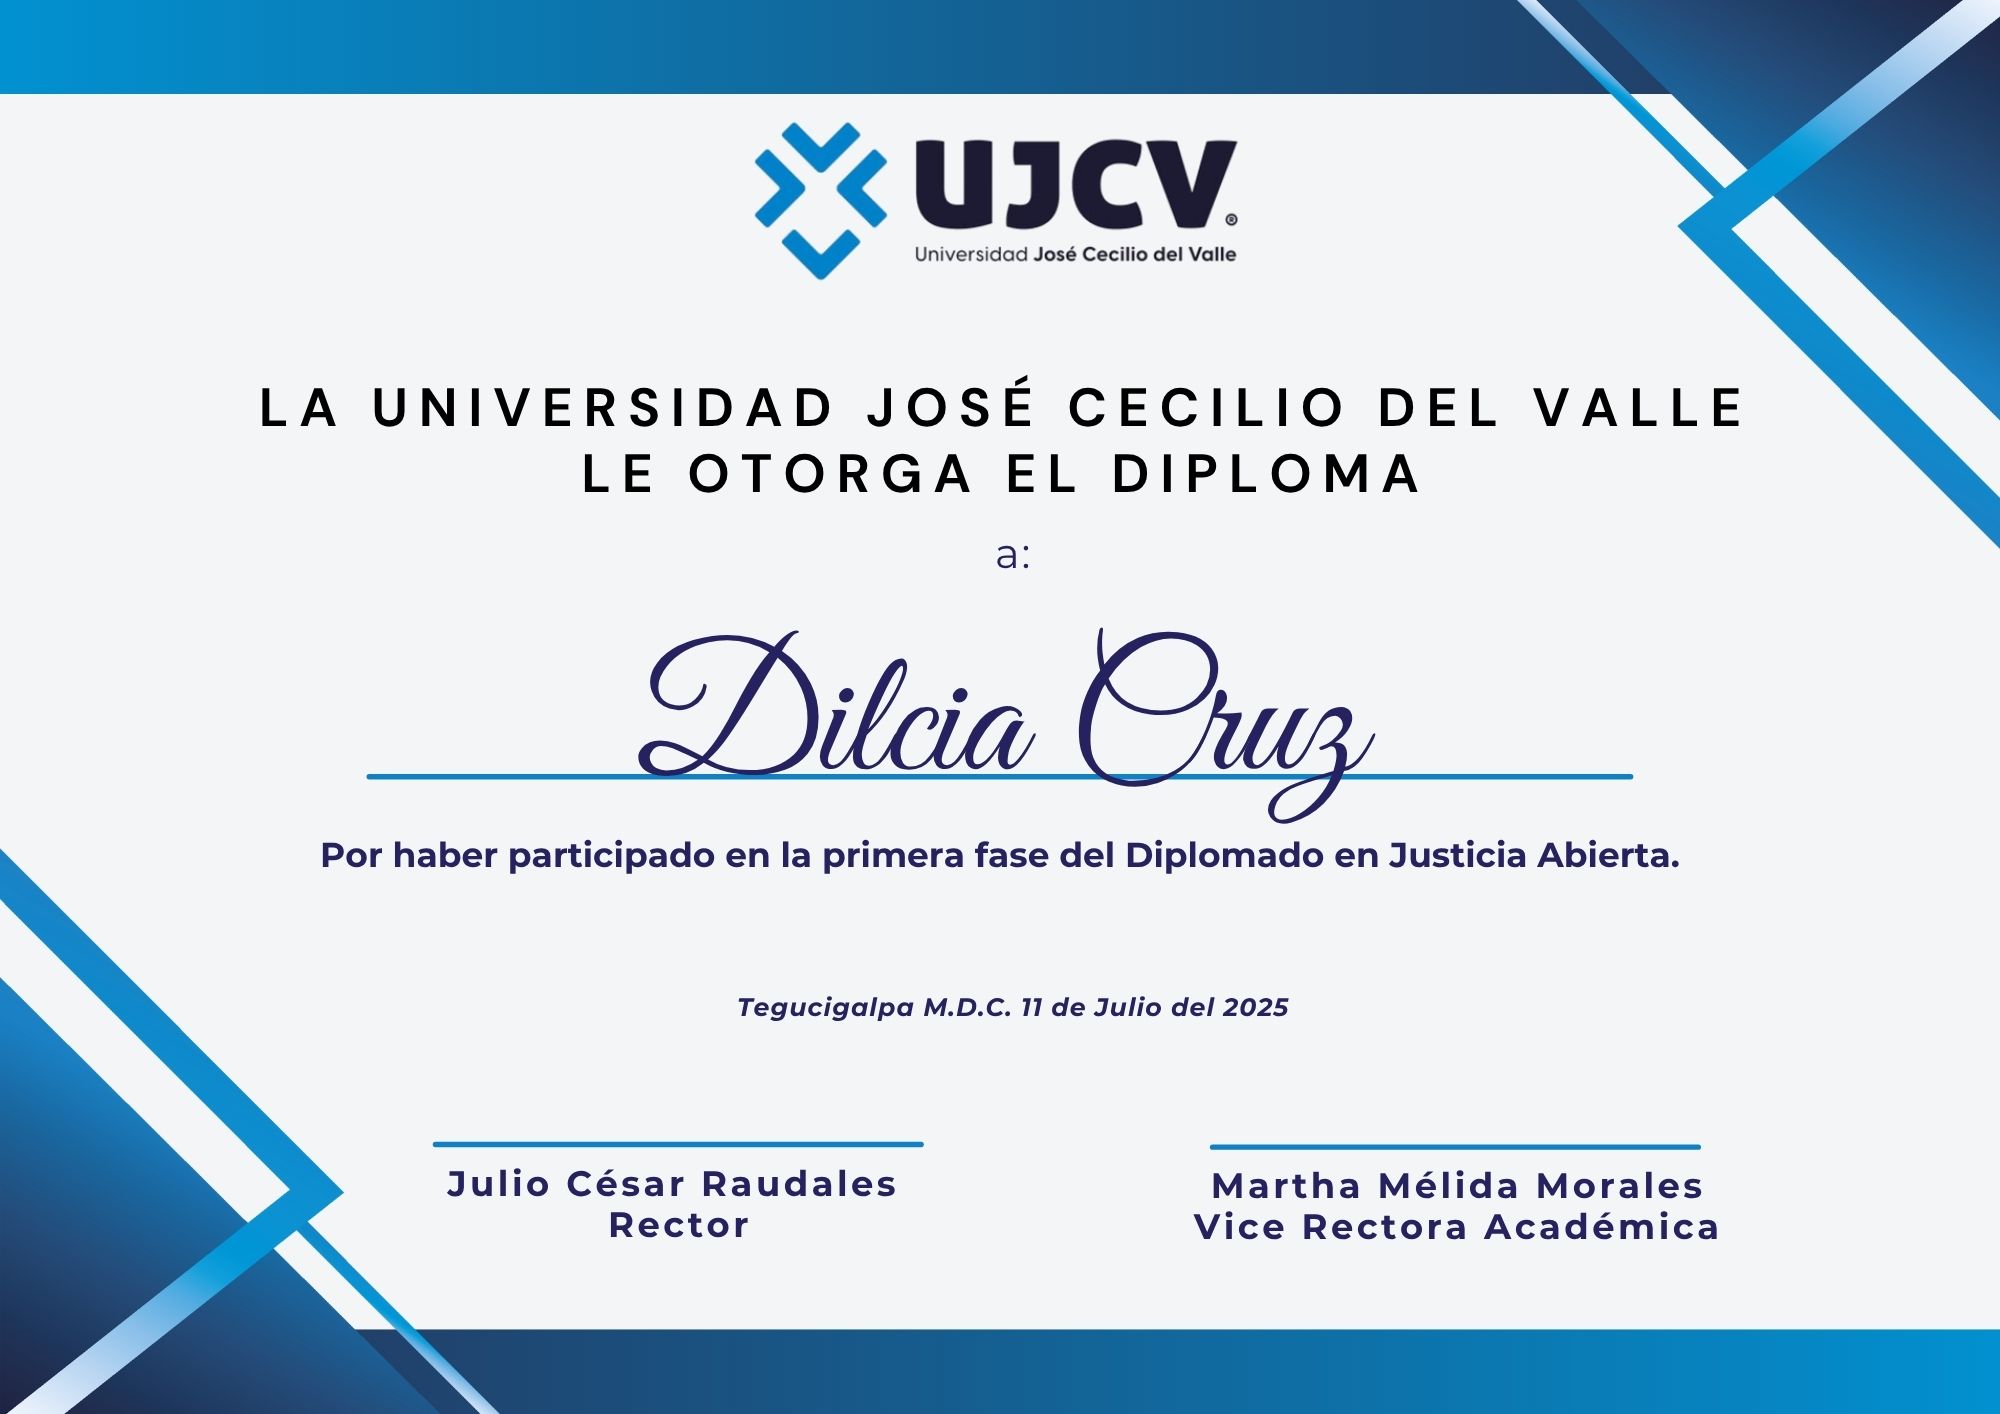 UJCV®
Universidad José Cecilio del Valle
LA UNIVERSIDAD JOSÉ CECILIO DEL VALLE
LE OTORGA EL DIPLOMA
a:
Dilcia Cruz
Por haber participado en la primera fase del Diplomado en Justicia Abierta.
Tegucigalpa M.D.C. 11 de Julio del 2025
Julio César Raudales
Rector
Martha Mélida Morales
Vice Rectora Académica